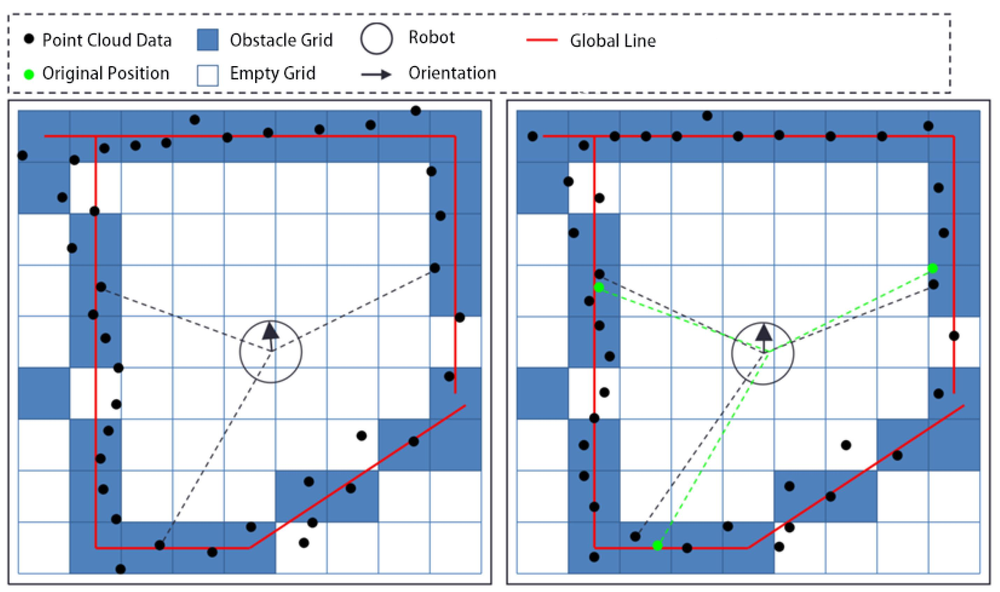 Point Cloud Data
Obstacle Grid
Robot
Global Line
Original Position
Empty Grid
Orientation